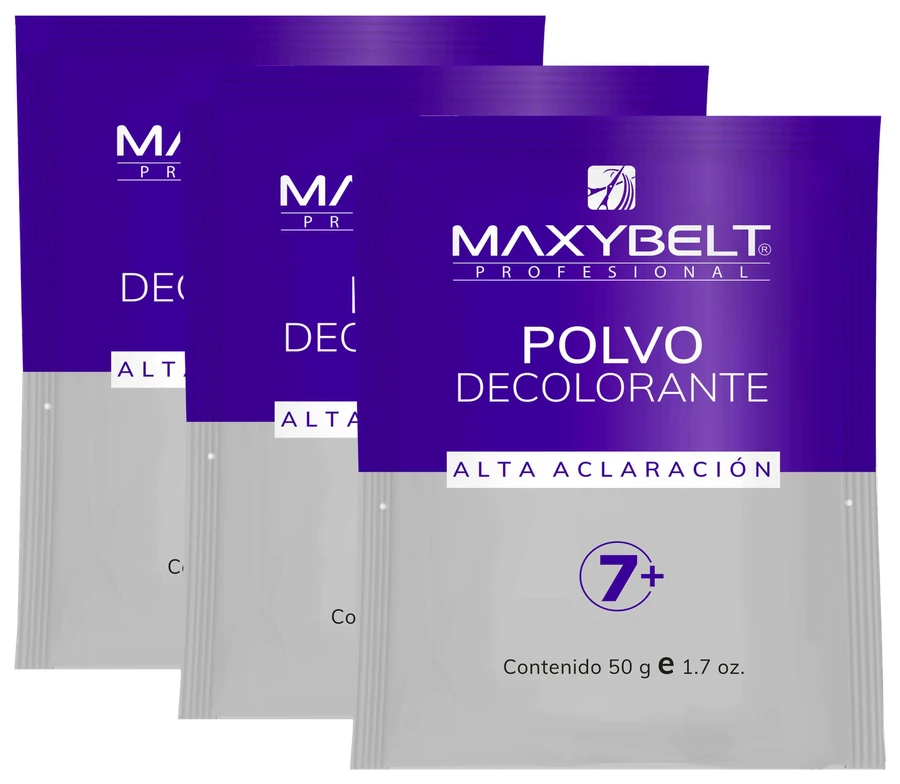 MAXYBELT®
PROFESIONAL
POLVO
DECOLORANTE
ALTA ACLARACIÓN
7+
Contenido 50 g e 1.7 oz.